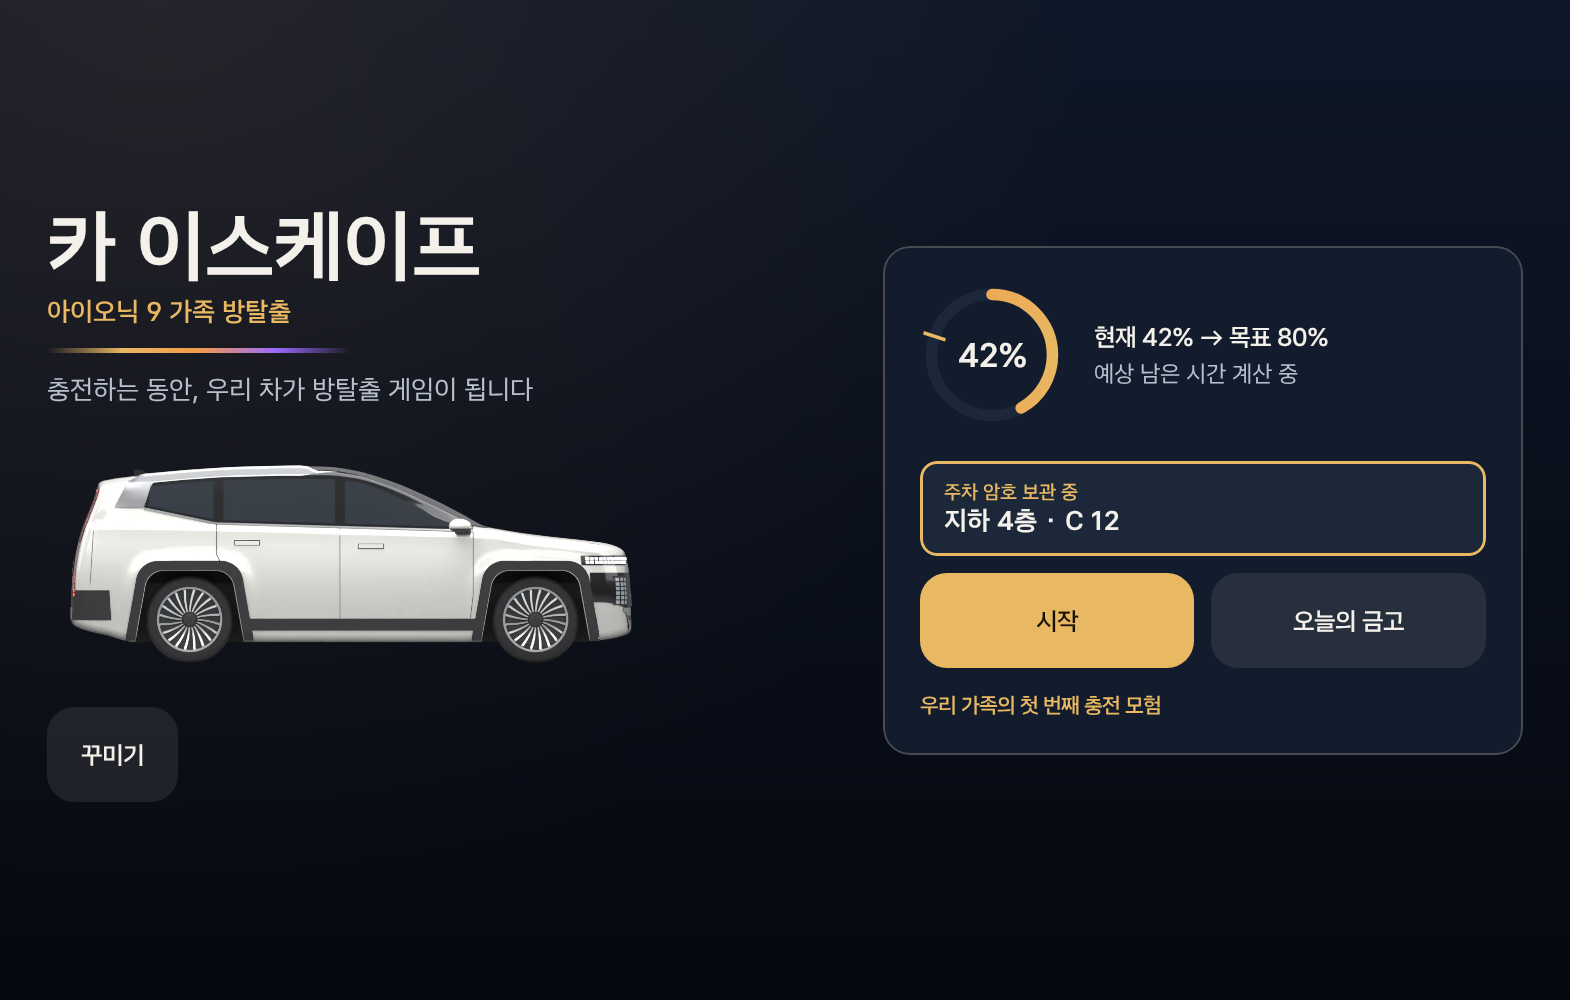 카 이스케이프
아이오닉 9 가족 방탈출
충전하는 동안, 우리 차가 방탈출 게임이 됩니다
꾸미기
42%
현재 42% → 목표 80%
예상 남은 시간 계산 중
주차 암호 보관 중
지하 4층 · C 12
시작
오늘의 금고
우리 가족의 첫 번째 충전 모험